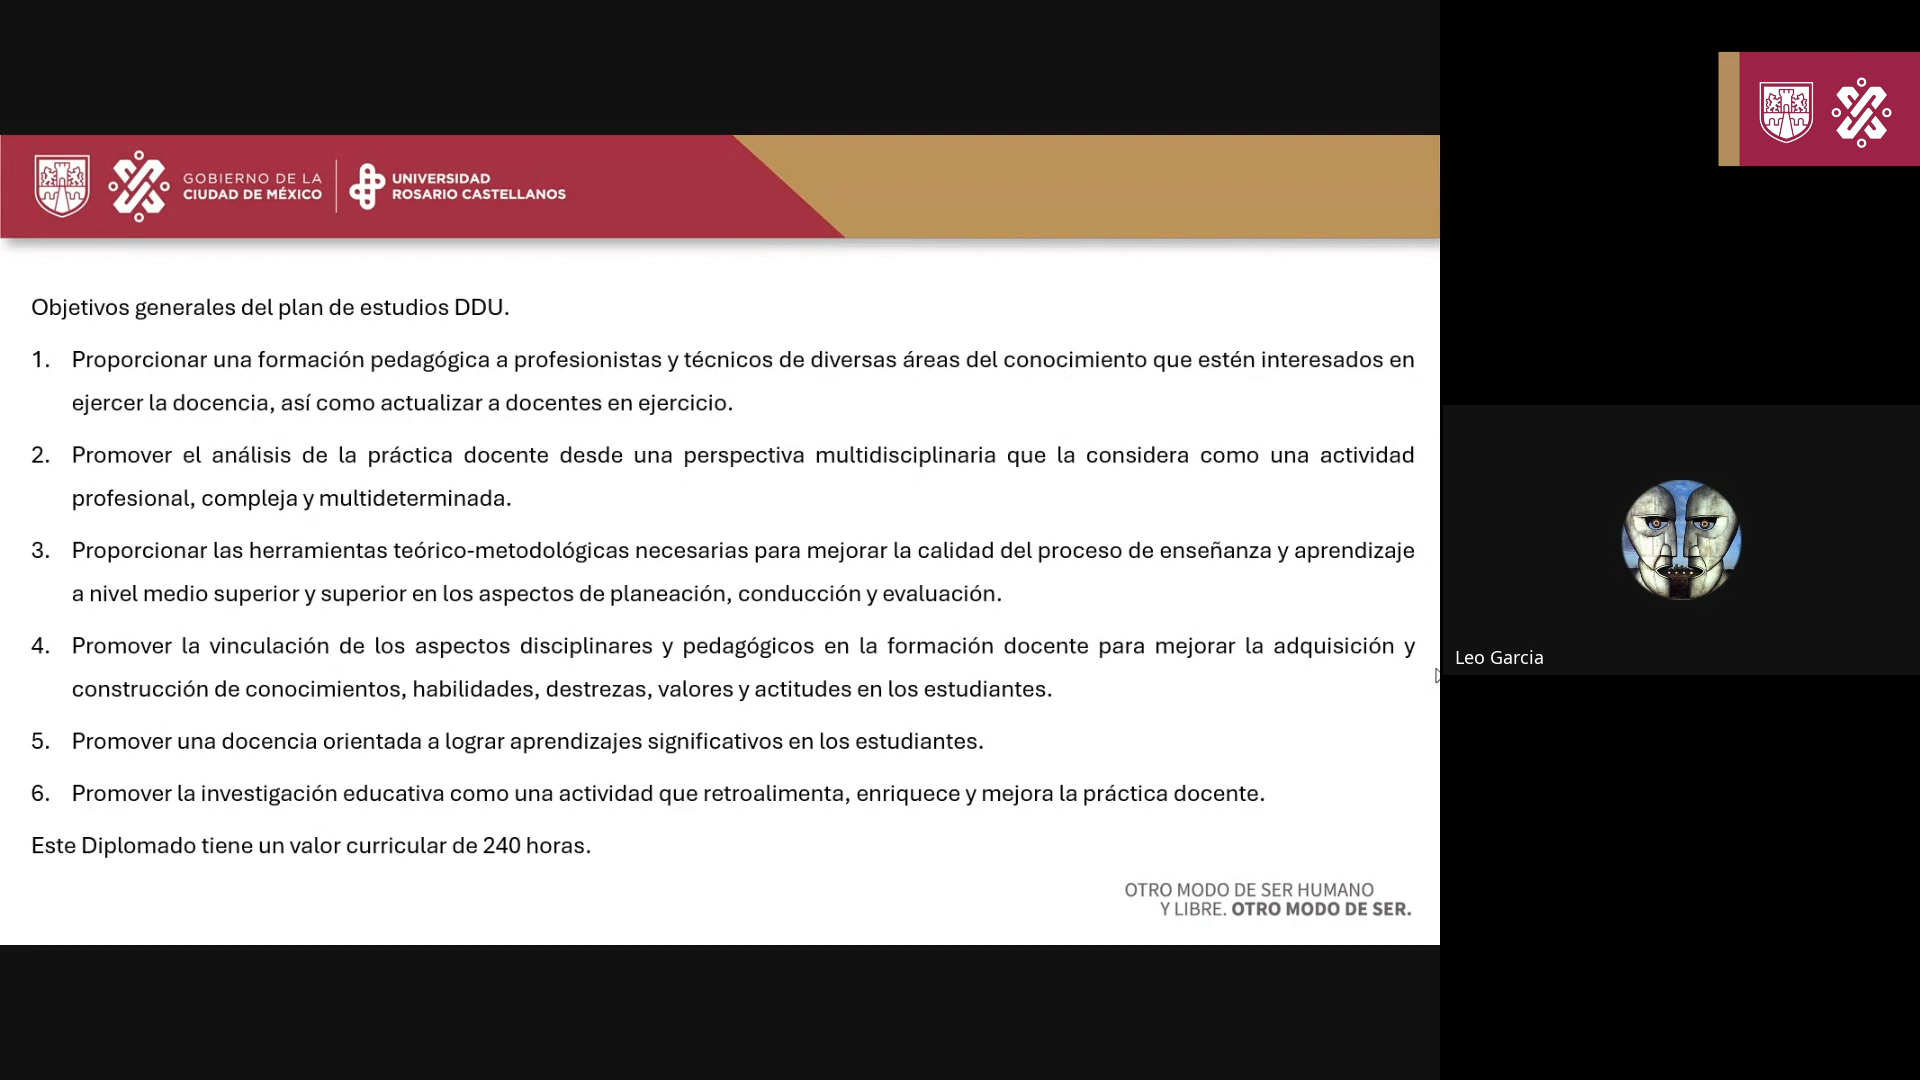 GOBIERNO DE LA
CIUDAD DE MÉXICO
UNIVERSIDAD
ROSARIO CASTELLANOS
Objetivos generales del plan de estudios DDU.
1. Proporcionar una formación pedagógica a profesionistas y técnicos de diversas áreas del conocimiento que estén interesados en
ejercer la docencia, así como actualizar a docentes en ejercicio.
2. Promover el análisis de la práctica docente desde una perspectiva multidisciplinaria que la considera como una actividad
profesional, compleja y multideterminada.
3. Proporcionar las herramientas teórico-metodológicas necesarias para mejorar la calidad del proceso de enseñanza y aprendizaje
a nivel medio superior y superior en los aspectos de planeación, conducción y evaluación.
4. Promover la vinculación de los aspectos disciplinares y pedagógicos en la formación docente para mejorar la adquisición y
construcción de conocimientos, habilidades, destrezas, valores y actitudes en los estudiantes.
5. Promover una docencia orientada a lograr aprendizajes significativos en los estudiantes.
6. Promover la investigación educativa como una actividad que retroalimenta, enriquece y mejora la práctica docente.
Este Diplomado tiene un valor curricular de 240 horas.
OTRO MODO DE SER HUMANO
Y LIBRE. OTRO MODO DE SER.
Leo Garcia